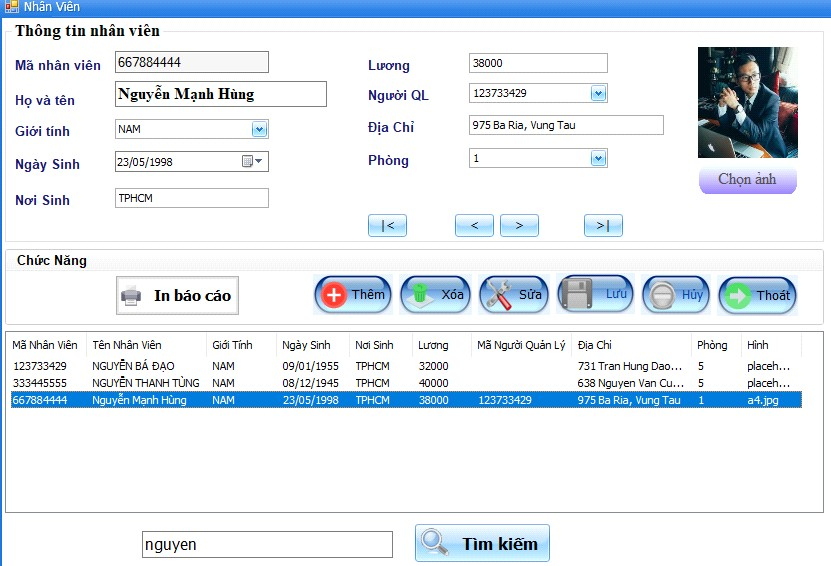 Nhân Viên
Thông tin nhân viên
Mã nhân viên 667884444 Lương 38000
Họ và tên Nguyễn Mạnh Hùng Người QL 123733429
Giới tính NAM Địa Chỉ 975 Ba Ria, Vung Tau
Ngày Sinh 23/05/1998 Phòng 1 Chọn ảnh
Nơi Sinh TPHCM
|< < > >|
Chức Năng
In báo cáo Thêm Xóa Sửa Lưu Hủy Thoát
Mã Nhân Viên Tên Nhân Viên Giới Tính Ngày Sinh Nơi Sinh Lương Mã Người Quản Lý Địa Chỉ Phòng Hình
123733429 NGUYỄN BÁ ĐẠO NAM 09/01/1955 TPHCM 32000 731 Tran Hung Dao... 5 placeh...
333445555 NGUYỄN THANH TÙNG NAM 08/12/1945 TPHCM 40000 638 Nguyen Van Cu... 5 placeh...
667884444 Nguyễn Mạnh Hùng NAM 23/05/1998 TPHCM 38000 123733429 975 Ba Ria, Vung Tau 1 a4.jpg
nguyen Tìm kiếm